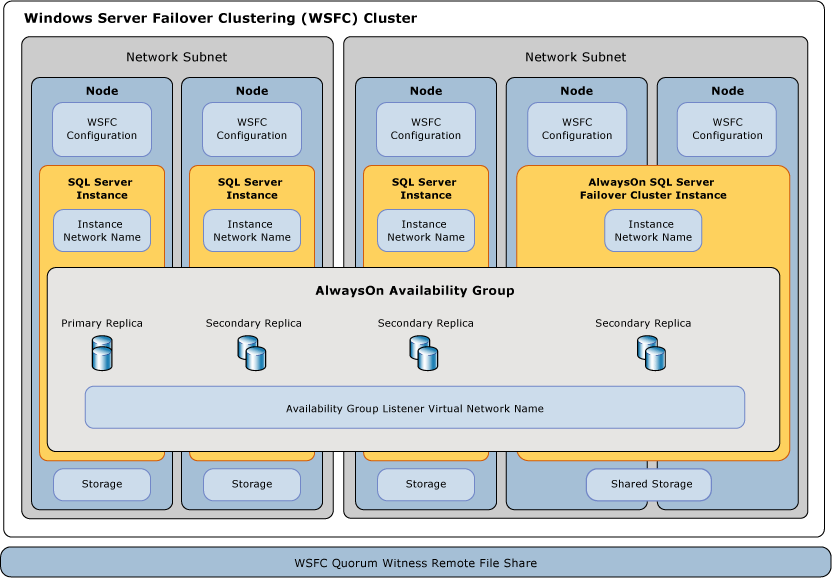 Windows Server Failover Clustering (WSFC) Cluster
Network Subnet
Network Subnet
Node
Node
Node
Node
Node
WSFC
Configuration
WSFC
Configuration
WSFC
Configuration
WSFC
Configuration
WSFC
Configuration
SQL Server
Instance
SQL Server
Instance
SQL Server
Instance
AlwaysOn SQL Server
Failover Cluster Instance
Instance
Network Name
Instance
Network Name
Instance
Network Name
Instance
Network Name
AlwaysOn Availability Group
Primary Replica
Secondary Replica
Secondary Replica
Secondary Replica
Availability Group Listener Virtual Network Name
Storage
Storage
Storage
Shared Storage
WSFC Quorum Witness Remote File Share